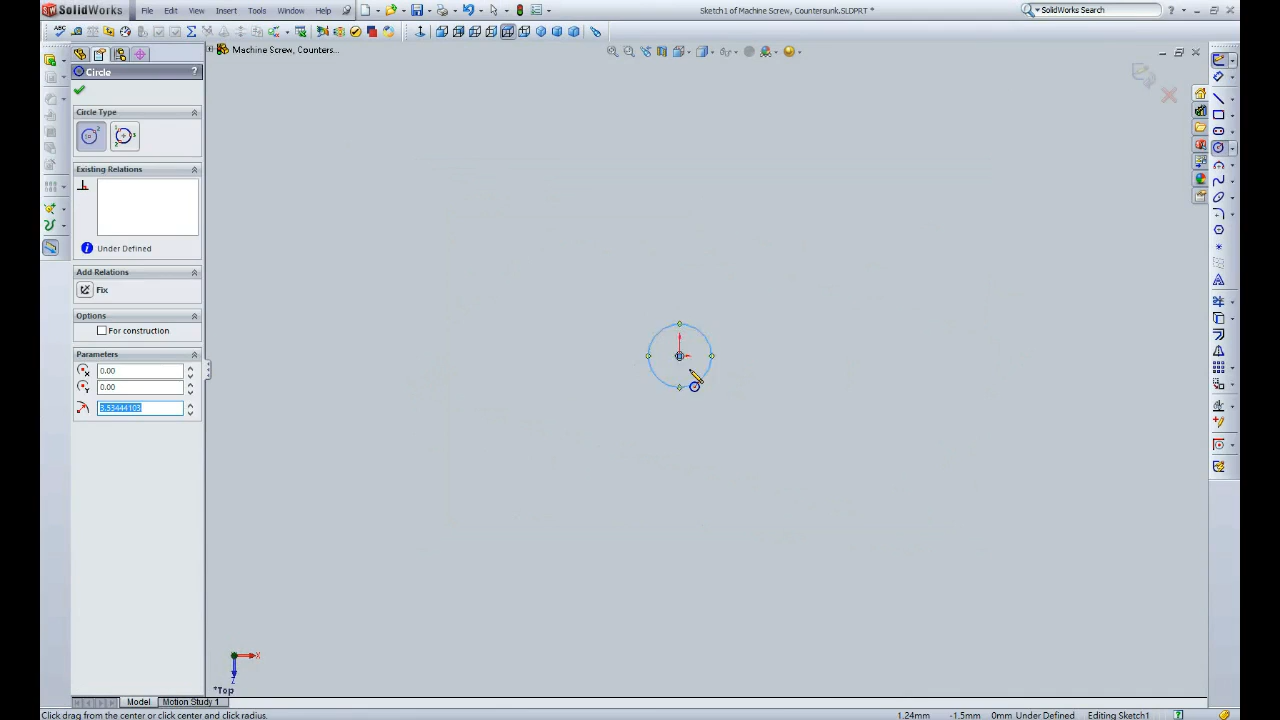 SolidWorks
File Edit View Insert Tools Window Help
Sketch1 of Machine Screw, Countersunk.SLDPRT *
SolidWorks Search
Machine Screw, Counters...
Circle
?
Circle Type
Existing Relations
Under Defined
Add Relations
Fix
Options
For construction
Parameters
0.00
0.00
3.53444103
X
Z
*Top
Model Motion Study 1
Click drag from the center or click center and click radius.
1.24mm -1.5mm 0mm Under Defined Editing Sketch1